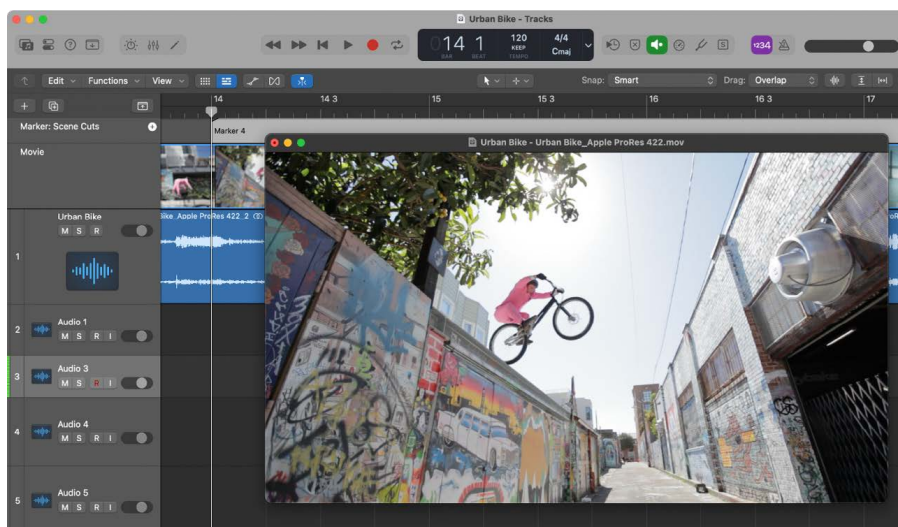 Urban Bike - Tracks
014 1
BAR BEAT
120
KEEP
TEMPO
4/4
Cmaj
1234
Edit Functions View
Snap: Smart
Drag: Overlap
14 14 3 15 15 3 16 16 3 17
Marker: Scene Cuts
Marker 4
Movie
Urban Bike - Urban Bike_Apple ProRes 422.mov
1
Urban Bike
M S R
ike_Apple ProRes 422_2
2
Audio 1
M S R I
3
Audio 3
M S R I
4
Audio 4
M S R I
5
Audio 5
M S R I